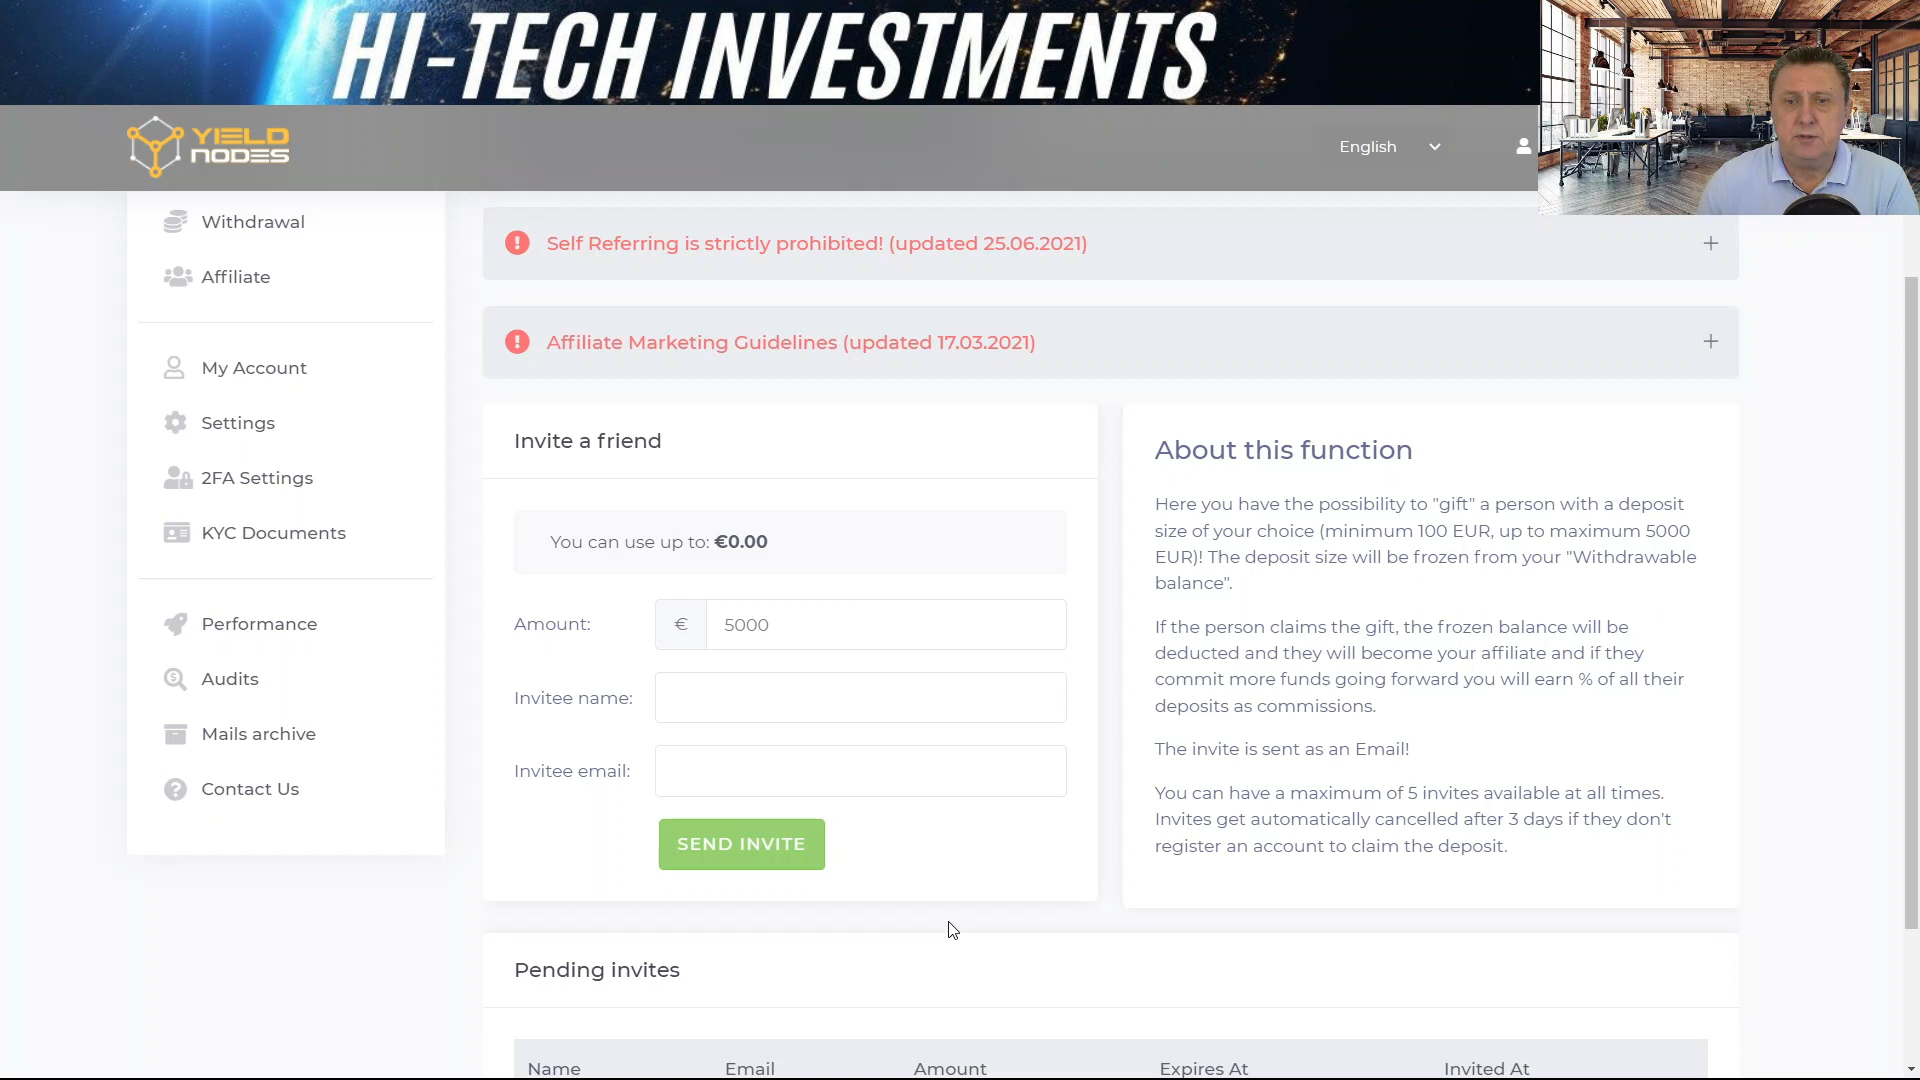 HI-TECH INVESTMENTS
YIELD
NODES
English
Withdrawal
Affiliate
My Account
Settings
2FA Settings
KYC Documents
Performance
Audits
Mails archive
Contact Us
Self Referring is strictly prohibited! (updated 25.06.2021)
Affiliate Marketing Guidelines (updated 17.03.2021)
Invite a friend
You can use up to: €0.00
Amount: € 5000
Invitee name:
Invitee email:
SEND INVITE
About this function
Here you have the possibility to "gift" a person with a deposit
size of your choice (minimum 100 EUR, up to maximum 5000
EUR)! The deposit size will be frozen from your "Withdrawable
balance".
If the person claims the gift, the frozen balance will be
deducted and they will become your affiliate and if they
commit more funds going forward you will earn % of all their
deposits as commissions.
The invite is sent as an Email!
You can have a maximum of 5 invites available at all times.
Invites get automatically cancelled after 3 days if they don't
register an account to claim the deposit.
Pending invites
Name Email Amount Expires At Invited At